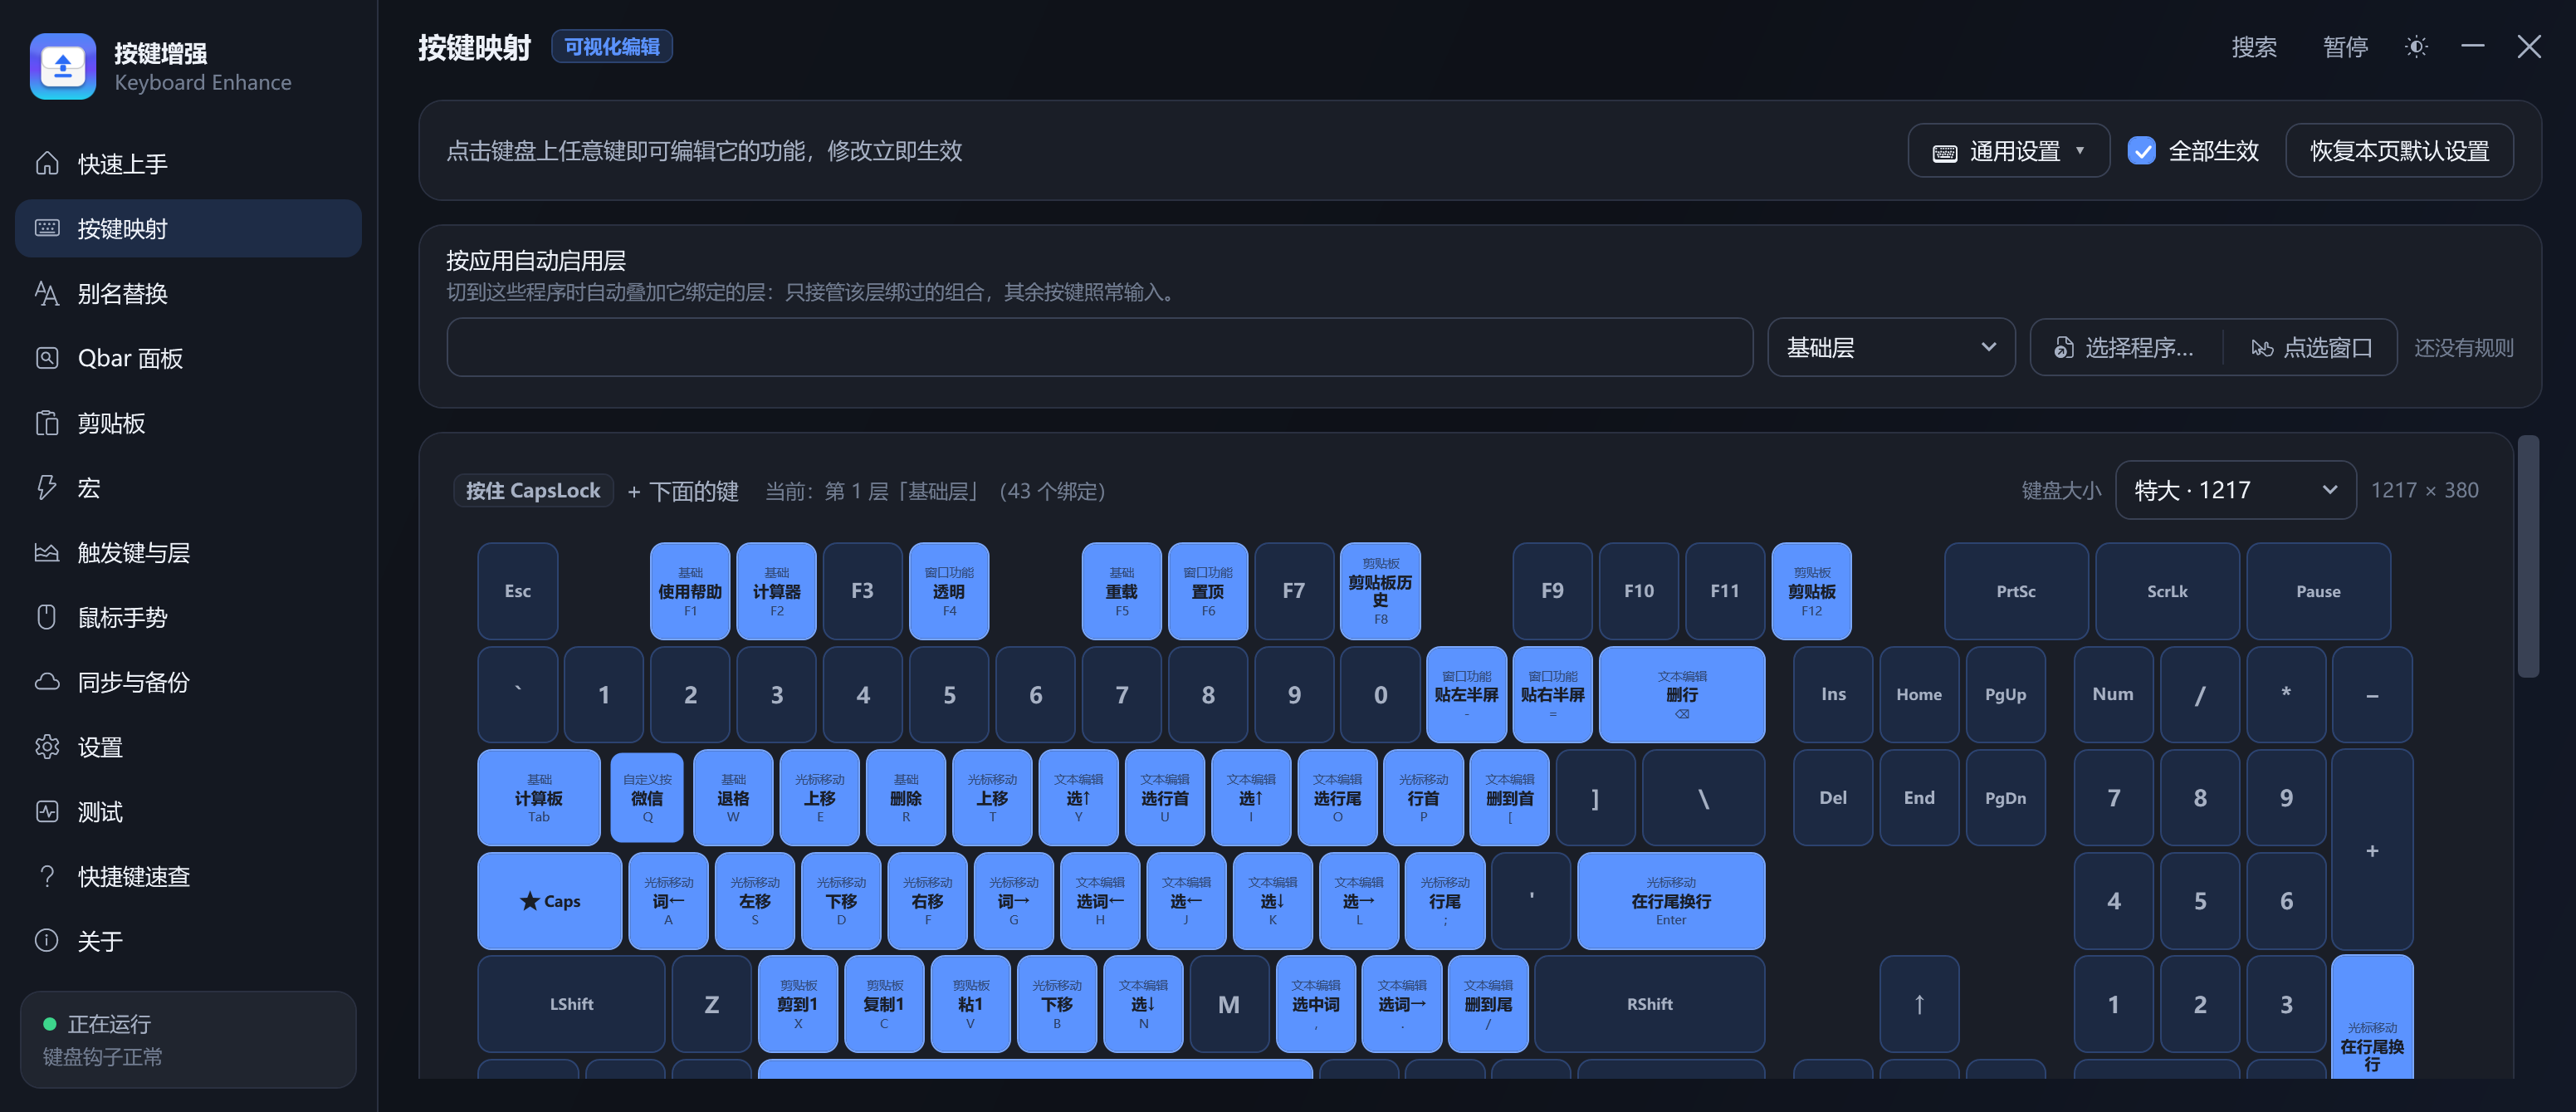 按键增强
Keyboard Enhance
快速上手
按键映射
别名替换
Qbar 面板
剪贴板
宏
触发键与层
鼠标手势
同步与备份
设置
测试
快捷键速查
关于
正在运行
键盘钩子正常
按键映射 可视化编辑
搜索 暂停
点击键盘上任意键即可编辑它的功能，修改立即生效
通用设置 ▼ 全部生效 恢复本页默认设置
按应用自动启用层
切到这些程序时自动叠加它绑定的层：只接管该层绑过的组合，其余按键照常输入。
基础层 选择程序... 点选窗口 还没有规则
按住 CapsLock + 下面的键 当前：第 1 层「基础层」（43 个绑定）
键盘大小 特大 · 1217 1217 × 380
Esc
基础
使用帮助
F1
基础
计算器
F2
F3
窗口功能
透明
F4
基础
重载
F5
窗口功能
置顶
F6
F7
剪贴板
剪贴板历
史
F8
F9
F10
F11
剪贴板
剪贴板
F12
PrtSc
ScrLk
Pause
`
1
2
3
4
5
6
7
8
9
0
窗口功能
贴左半屏
-
窗口功能
贴右半屏
=
文本编辑
删行
⌫
Ins
Home
PgUp
Num
/
*
−
基础
计算板
Tab
自定义按
微信
Q
基础
退格
W
光标移动
上移
E
基础
删除
R
光标移动
上移
T
文本编辑
选↑
Y
文本编辑
选行首
U
文本编辑
选↑
I
文本编辑
选行尾
O
光标移动
行首
P
文本编辑
删到首
[
]
\
Del
End
PgDn
7
8
9
+
★ Caps
光标移动
词←
A
光标移动
左移
S
光标移动
下移
D
光标移动
右移
F
光标移动
词→
G
文本编辑
选词←
H
文本编辑
选←
J
文本编辑
选↓
K
文本编辑
选→
L
光标移动
行尾
;
'
光标移动
在行尾换行
Enter
4
5
6
LShift
Z
剪贴板
剪到1
X
剪贴板
复制1
C
剪贴板
粘1
V
光标移动
下移
B
文本编辑
选↓
N
M
文本编辑
选中词
,
文本编辑
选词→
.
文本编辑
删到尾
/
RShift
↑
1
2
3
光标移动
在行尾换
行